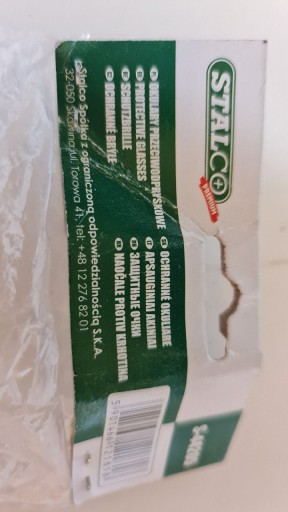 STALCO
PREMIUM
OKULARY PRZECIWODPRYSKOWE
PROTECTIVE GLASSES
SCHUTZBRILLE
OCHRANNÉ BRÝLE
OCHRANNÉ OKULIARE
APSAUGINIAI AKINIAI
ЗАЩИТНЫЕ ОЧКИ
NAOČALE PROTIV KRHOTINA
Stalco Spółka z ograniczoną odpowiedzialnością S.K.A.
32-050 Skawina, ul. Torowa 41, tel: +48 12 276 82 01